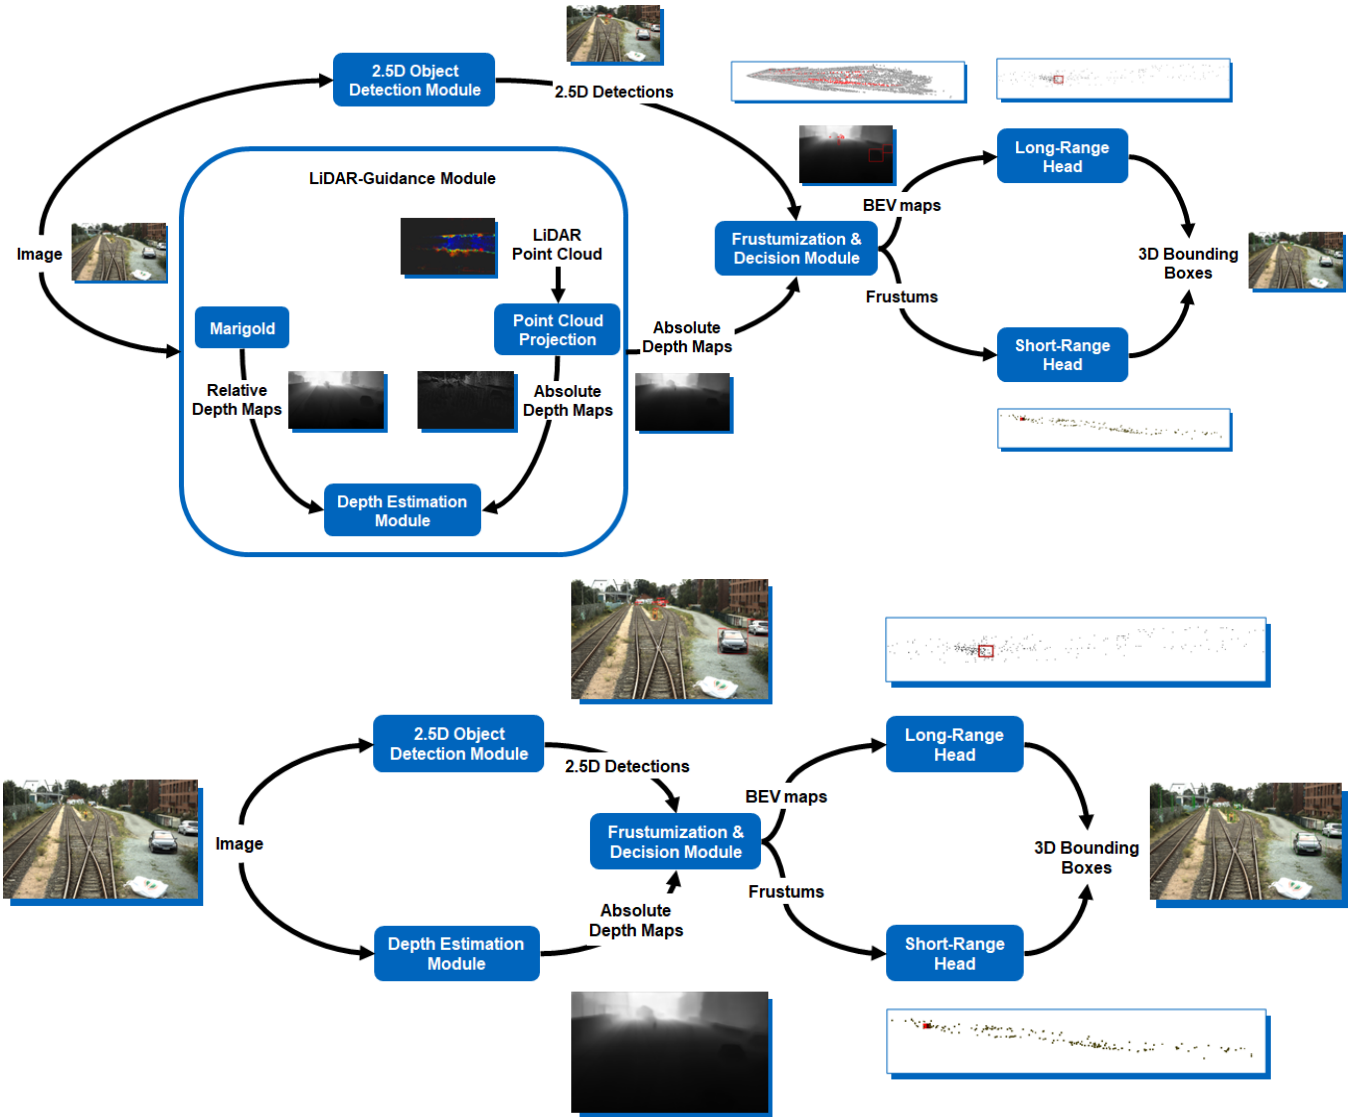 2.5D Object
Detection Module
2.5D Detections
LiDAR-Guidance Module
Image
LiDAR
Point Cloud
Marigold
Point Cloud
Projection
Relative
Depth Maps
Absolute
Depth Maps
Depth Estimation
Module
Absolute
Depth Maps
Frustumization &
Decision Module
BEV maps
Frustums
Long-Range
Head
Short-Range
Head
3D Bounding
Boxes
2.5D Object
Detection Module
2.5D Detections
Image
Depth Estimation
Module
Absolute
Depth Maps
Frustumization &
Decision Module
BEV maps
Frustums
Long-Range
Head
Short-Range
Head
3D Bounding
Boxes